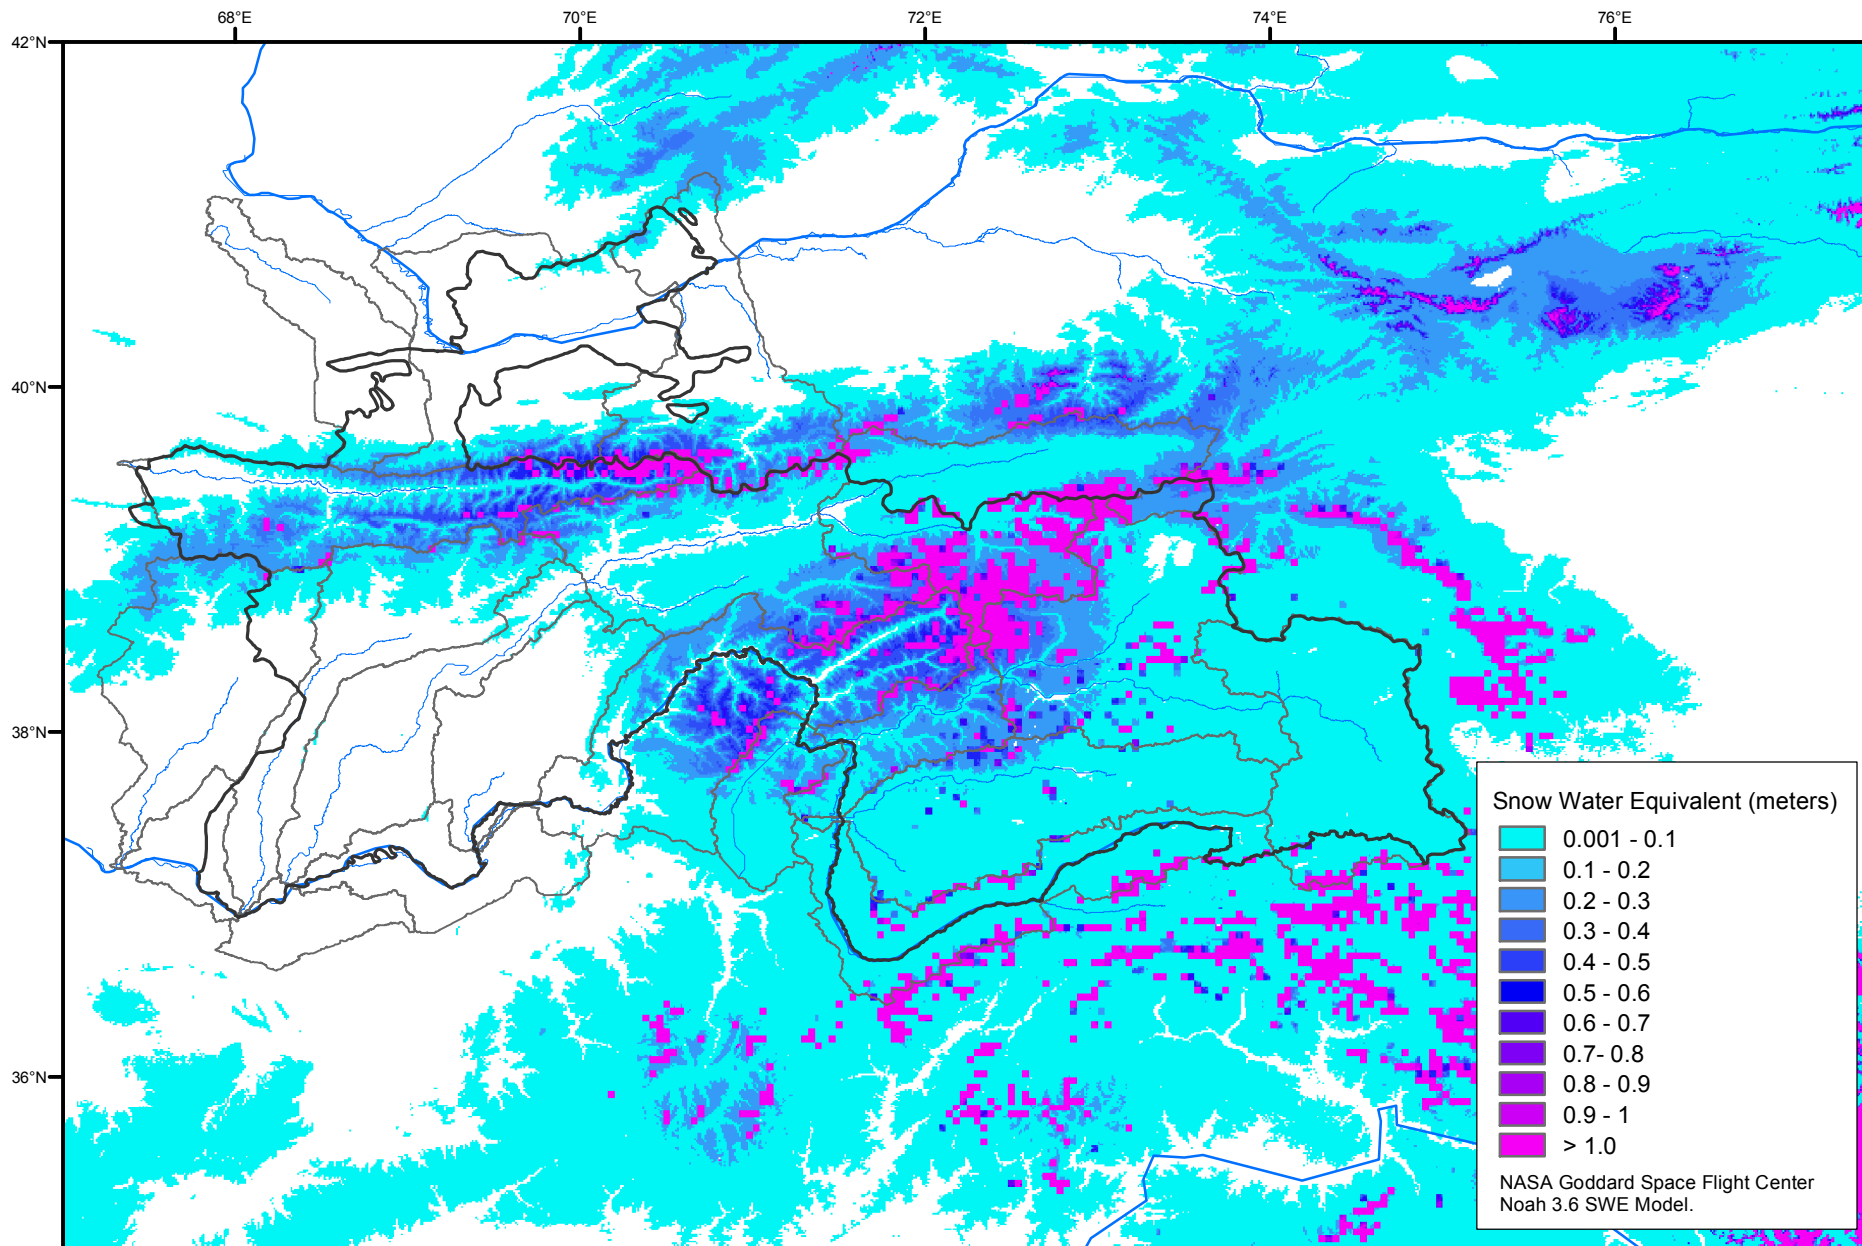 68°E
70°E
72°E
74°E
76°E
42°N
40°N
38°N
36°N
Snow Water Equivalent (meters)
0.001 - 0.1
0.1 - 0.2
0.2 - 0.3
0.3 - 0.4
0.4 - 0.5
0.5 - 0.6
0.6 - 0.7
0.7- 0.8
0.8 - 0.9
0.9 - 1
> 1.0
NASA Goddard Space Flight Center
Noah 3.6 SWE Model.